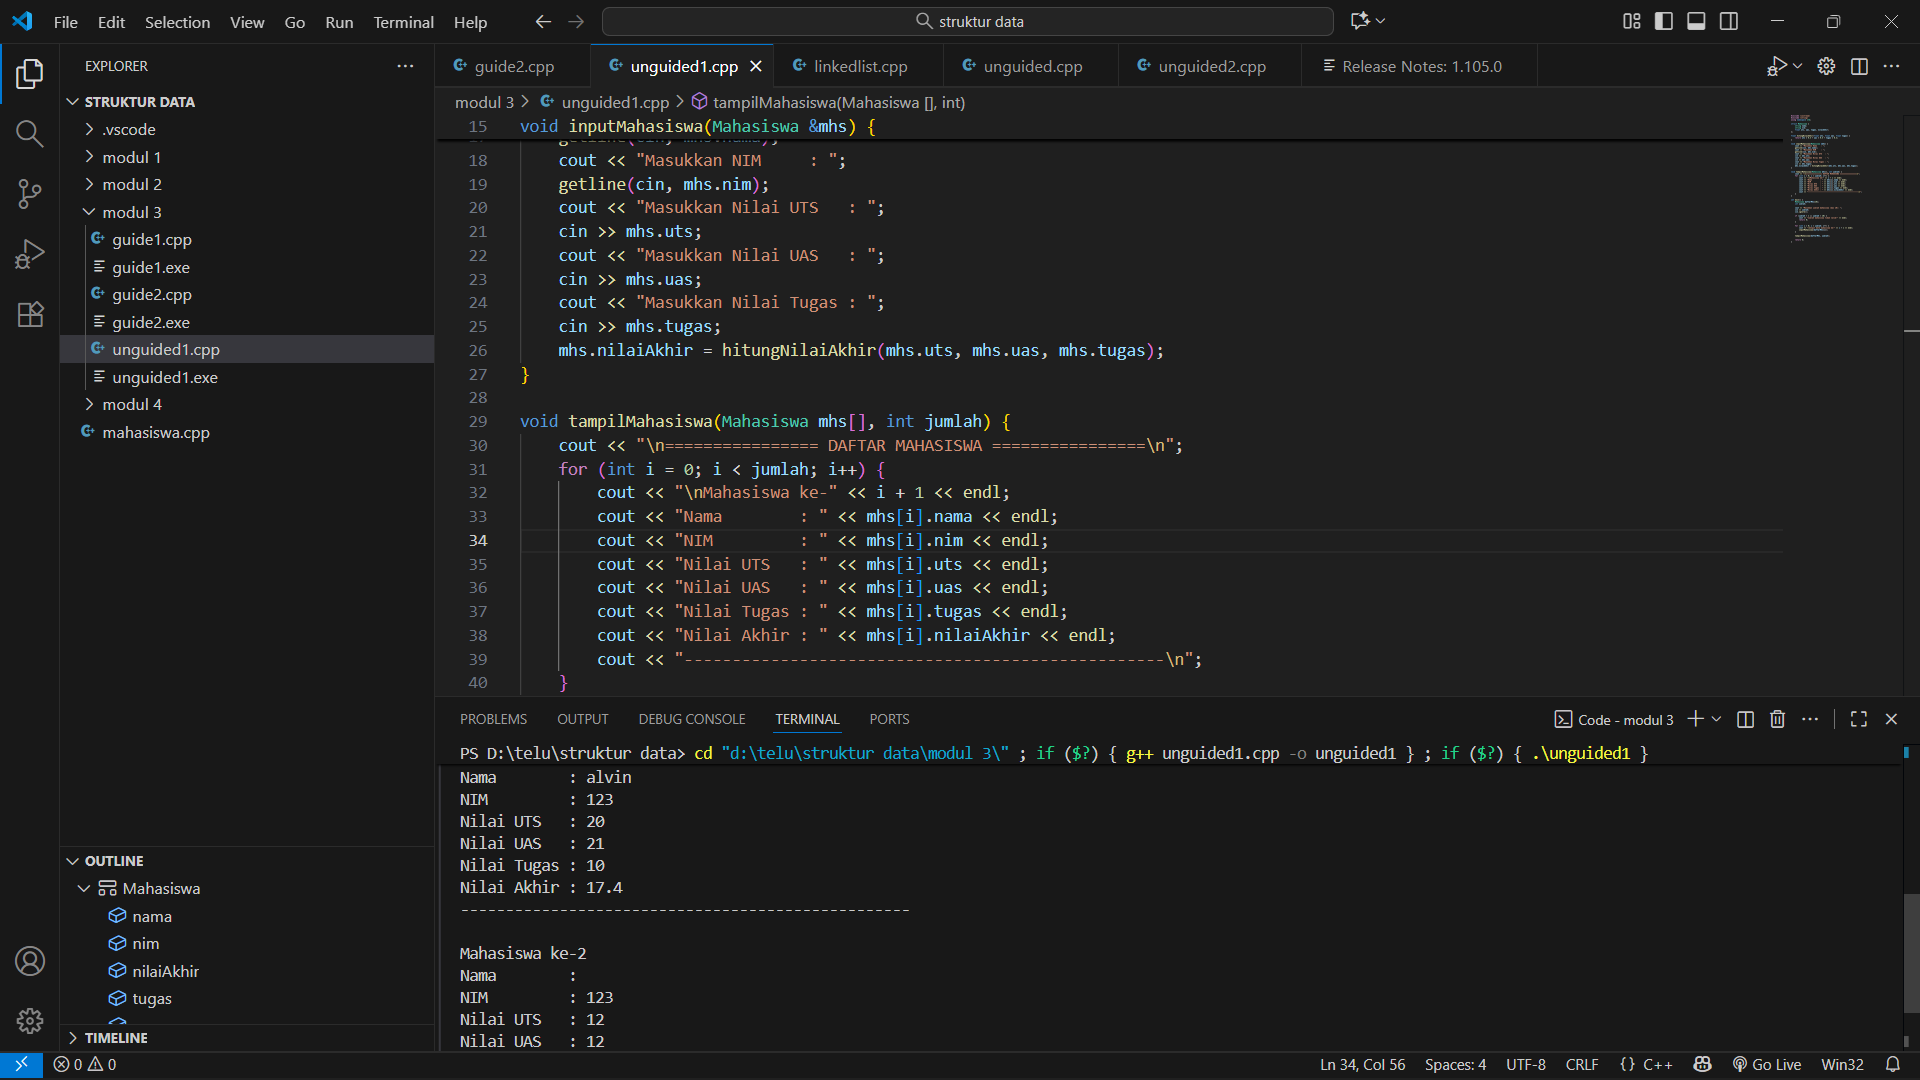 File Edit Selection View Go Run Terminal Help
struktur data
EXPLORER
STRUKTUR DATA
.vscode
modul 1
modul 2
modul 3
guide1.cpp
guide1.exe
guide2.cpp
guide2.exe
unguided1.cpp
unguided1.exe
modul 4
mahasiswa.cpp
OUTLINE
Mahasiswa
nama
nim
nilaiAkhir
tugas
TIMELINE
guide2.cpp unguided1.cpp linkedlist.cpp unguided.cpp unguided2.cpp Release Notes: 1.105.0
modul 3 > unguided1.cpp > tampilMahasiswa(Mahasiswa [], int)
15 void inputMahasiswa(Mahasiswa &mhs) {
18 cout << "Masukkan NIM     : ";
19 getline(cin, mhs.nim);
20 cout << "Masukkan Nilai UTS   : ";
21 cin >> mhs.uts;
22 cout << "Masukkan Nilai UAS   : ";
23 cin >> mhs.uas;
24 cout << "Masukkan Nilai Tugas : ";
25 cin >> mhs.tugas;
26 mhs.nilaiAkhir = hitungNilaiAkhir(mhs.uts, mhs.uas, mhs.tugas);
27 }
28
29 void tampilMahasiswa(Mahasiswa mhs[], int jumlah) {
30 cout << "\n================ DAFTAR MAHASISWA ================\n";
31 for (int i = 0; i < jumlah; i++) {
32 cout << "\nMahasiswa ke-" << i + 1 << endl;
33 cout << "Nama        : " << mhs[i].nama << endl;
34 cout << "NIM         : " << mhs[i].nim << endl;
35 cout << "Nilai UTS   : " << mhs[i].uts << endl;
36 cout << "Nilai UAS   : " << mhs[i].uas << endl;
37 cout << "Nilai Tugas : " << mhs[i].tugas << endl;
38 cout << "Nilai Akhir : " << mhs[i].nilaiAkhir << endl;
39 cout << "--------------------------------------------------\n";
40 }
PROBLEMS OUTPUT DEBUG CONSOLE TERMINAL PORTS
Code - modul 3
PS D:\telu\struktur data> cd "d:\telu\struktur data\modul 3\" ; if ($?) { g++ unguided1.cpp -o unguided1 } ; if ($?) { .\unguided1 }
Nama        : alvin
NIM         : 123
Nilai UTS   : 20
Nilai UAS   : 21
Nilai Tugas : 10
Nilai Akhir : 17.4
--------------------------------------------------
Mahasiswa ke-2
Nama        :
NIM         : 123
Nilai UTS   : 12
Nilai UAS   : 12
0 0
Ln 34, Col 56 Spaces: 4 UTF-8 CRLF {} C++ Go Live Win32